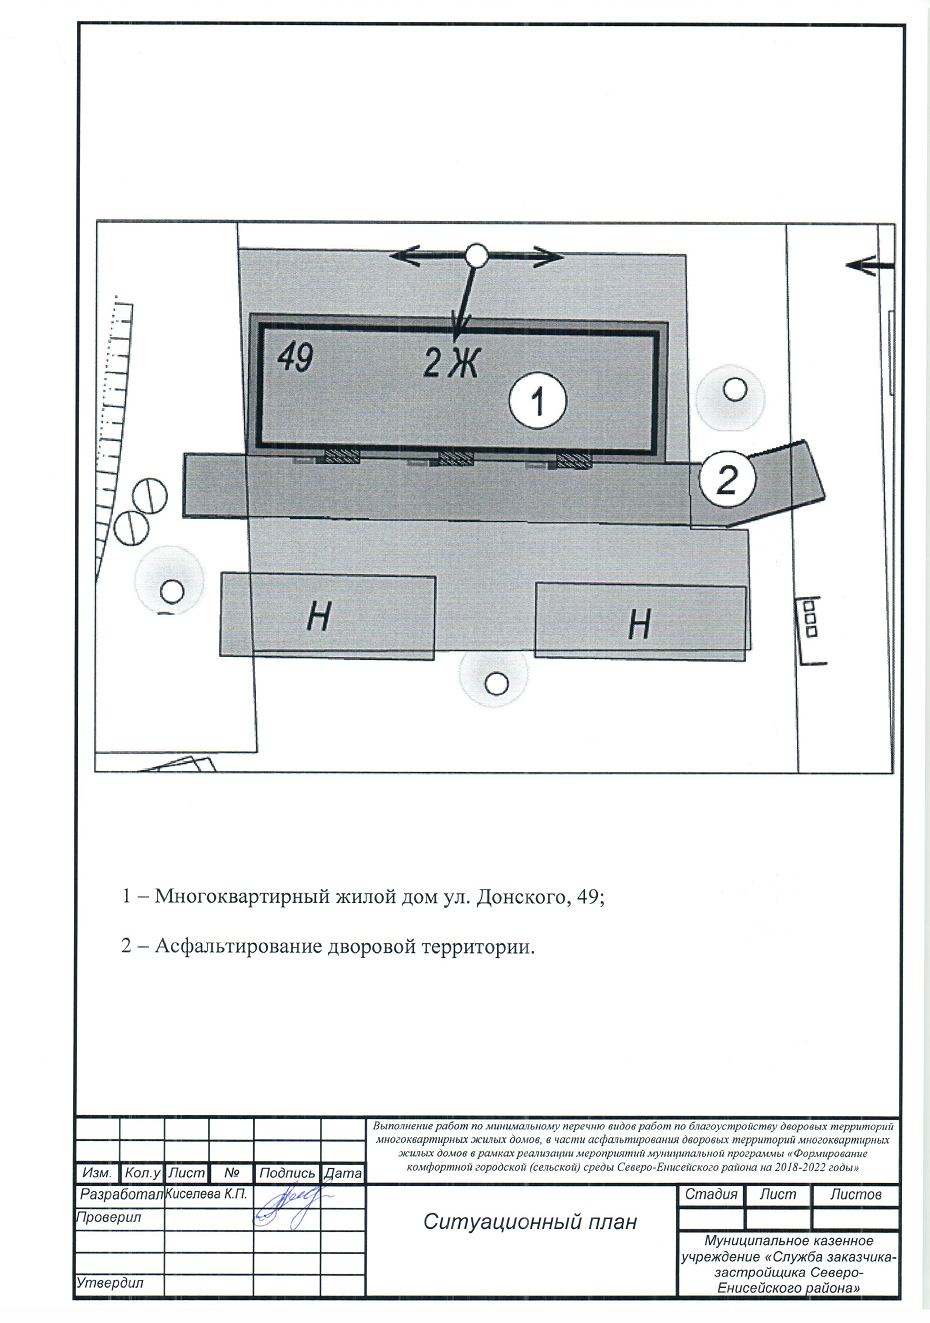 49
2 Ж
1
2
Н
Н
1 – Многоквартирный жилой дом ул. Донского, 49;
2 – Асфальтирование дворовой территории.
Выполнение работ по минимальному перечню видов работ по благоустройству дворовых территорий
многоквартирных жилых домов, в части асфальтирования дворовых территорий многоквартирных
жилых домов в рамках реализации мероприятий муниципальной программы «Формирование
комфортной городской (сельской) среды Северо-Енисейского района на 2018-2022 годы»
Изм. Кол.у Лист № Подпись Дата
Разработал Киселева К.П.
Проверил
Утвердил
Ситуационный план
Стадия Лист Листов
Муниципальное казенное
учреждение «Служба заказчика-
застройщика Северо-
Енисейского района»